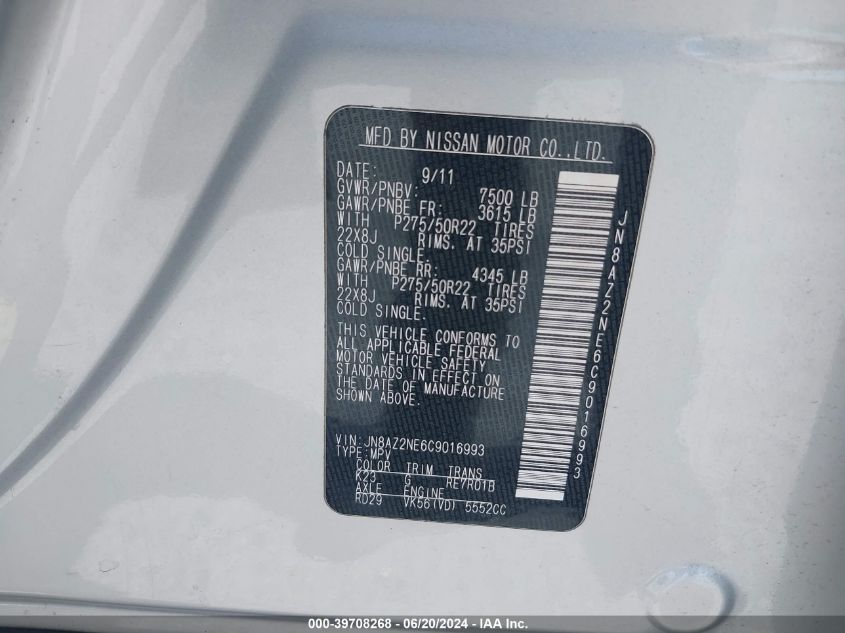 MFD BY NISSAN MOTOR CO.,LTD.
DATE: 9/11
GVWR/PNBV: 7500 LB
GAWR/PNBE FR: 3615 LB
WITH P275/50R22 TIRES
22X8J RIMS. AT 35PSI
COLD SINGLE.
GAWR/PNBE RR: 4345 LB
WITH P275/50R22 TIRES
22X8J RIMS. AT 35PSI
COLD SINGLE.
THIS VEHICLE CONFORMS TO
ALL APPLICABLE FEDERAL
MOTOR VEHICLE SAFETY
STANDARDS IN EFFECT ON
THE DATE OF MANUFACTURE
SHOWN ABOVE.
VIN:JN8AZ2NE6C9016993
TYPE:MPV
COLOR TRIM TRANS
K23 G RE7R01B
AXLE ENGINE
RD29 VK56(VD) 5552CC
JN8AZ2NE6C9016993
000-39708268 - 06/20/2024 - IAA Inc.